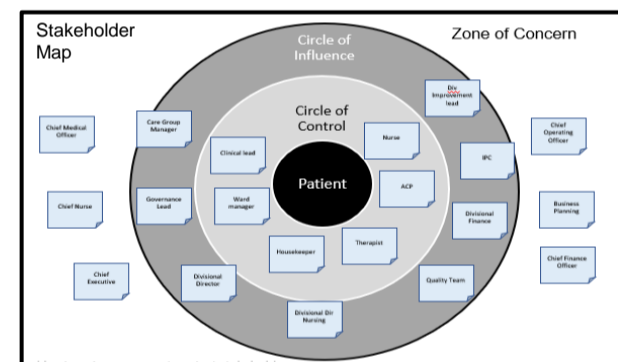 Stakeholder
Map
Zone of Concern
Circle of
Influence
Div
Improvement
lead
Chief Medical
Officer
Care Group
Manager
Chief
Operating
Officer
Circle of
Control
Nurse
Clinical lead
IPC
Patient
ACP
Chief Nurse
Governance
Lead
Ward
manager
Divisional
Finance
Business
Planning
Housekeeper
Therapist
Chief Finance
Officer
Chief
Executive
Divisional
Director
Quality Team
Divisional Dir
Nursing